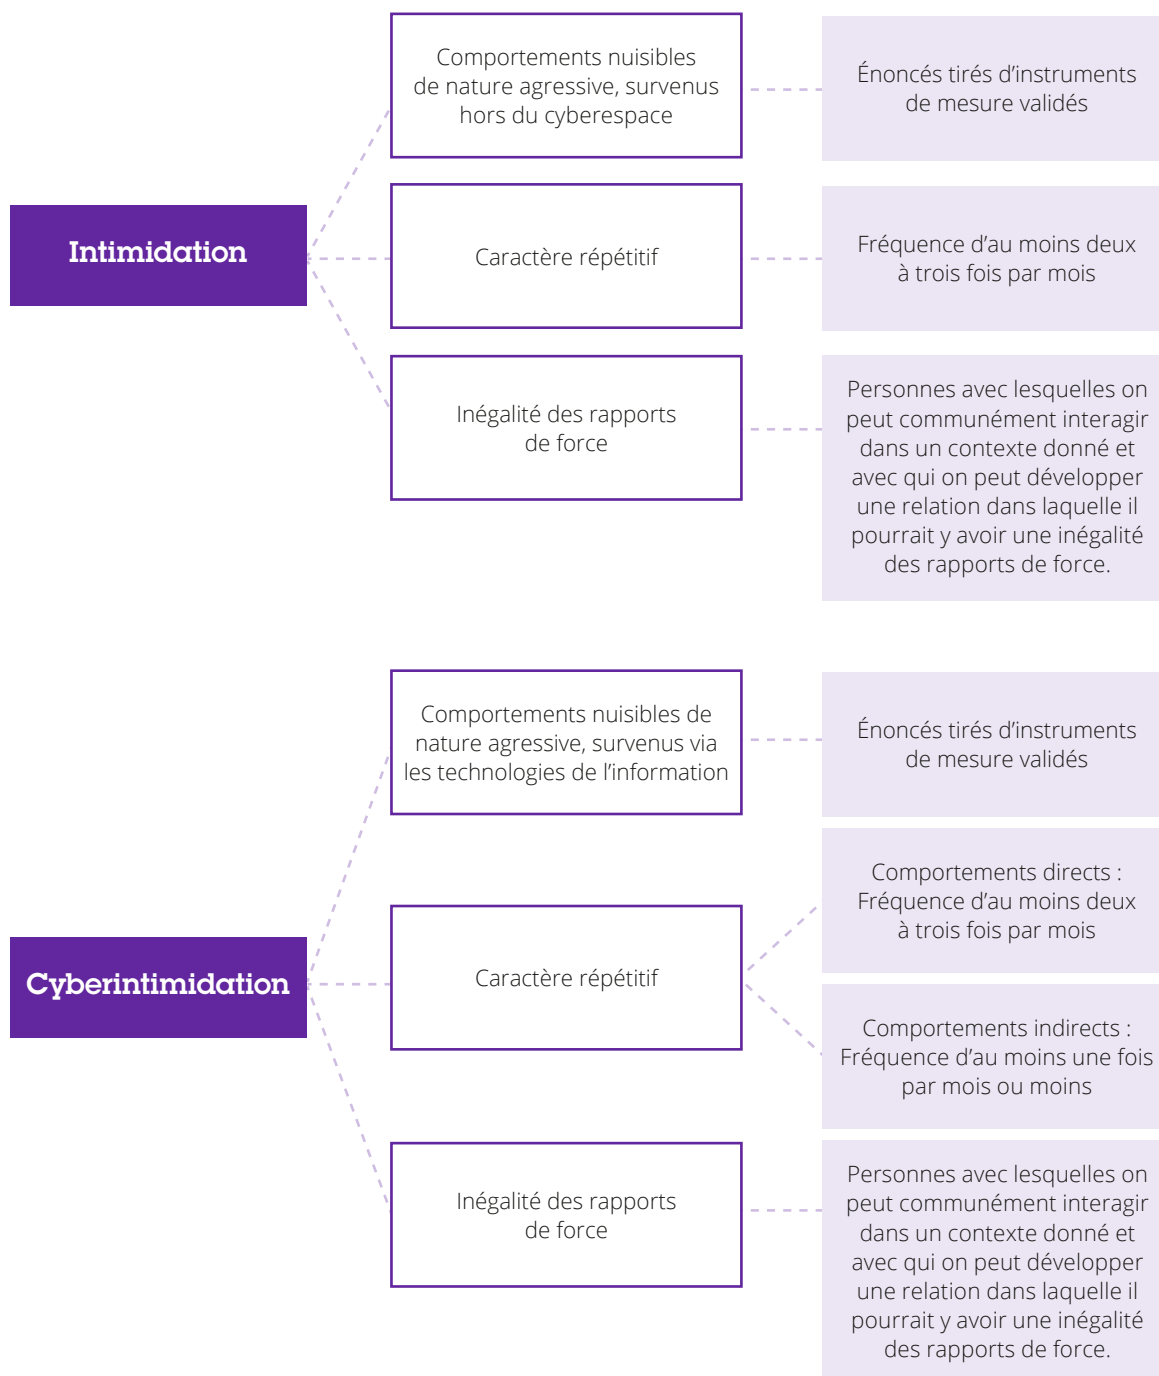 Intimidation
Comportements nuisibles
de nature agressive, survenus
hors du cyberespace
Énoncés tirés d’instruments
de mesure validés
Caractère répétitif
Fréquence d’au moins deux
à trois fois par mois
Inégalité des rapports
de force
Personnes avec lesquelles on
peut communément interagir
dans un contexte donné et
avec qui on peut développer
une relation dans laquelle il
pourrait y avoir une inégalité
des rapports de force.
Cyberintimidation
Comportements nuisibles de
nature agressive, survenus via
les technologies de l’information
Énoncés tirés d’instruments
de mesure validés
Caractère répétitif
Comportements directs :
Fréquence d’au moins deux
à trois fois par mois
Comportements indirects :
Fréquence d’au moins une fois
par mois ou moins
Inégalité des rapports
de force
Personnes avec lesquelles on
peut communément interagir
dans un contexte donné et
avec qui on peut développer
une relation dans laquelle il
pourrait y avoir une inégalité
des rapports de force.